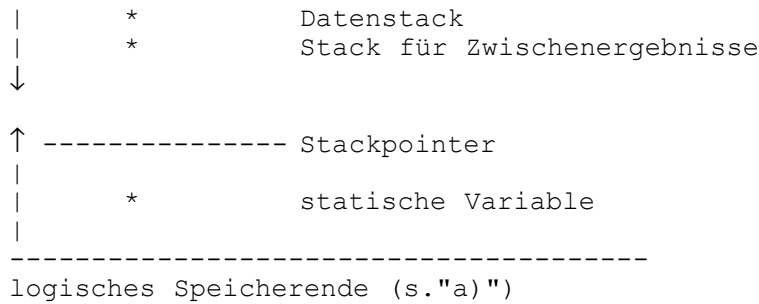 |      *        Datenstack
|      *        Stack für Zwischenergebnisse
↓
↑ --------------- Stackpointer
|
|      *        statische Variable
|
---------------------------------------
logisches Speicherende (s."a)")